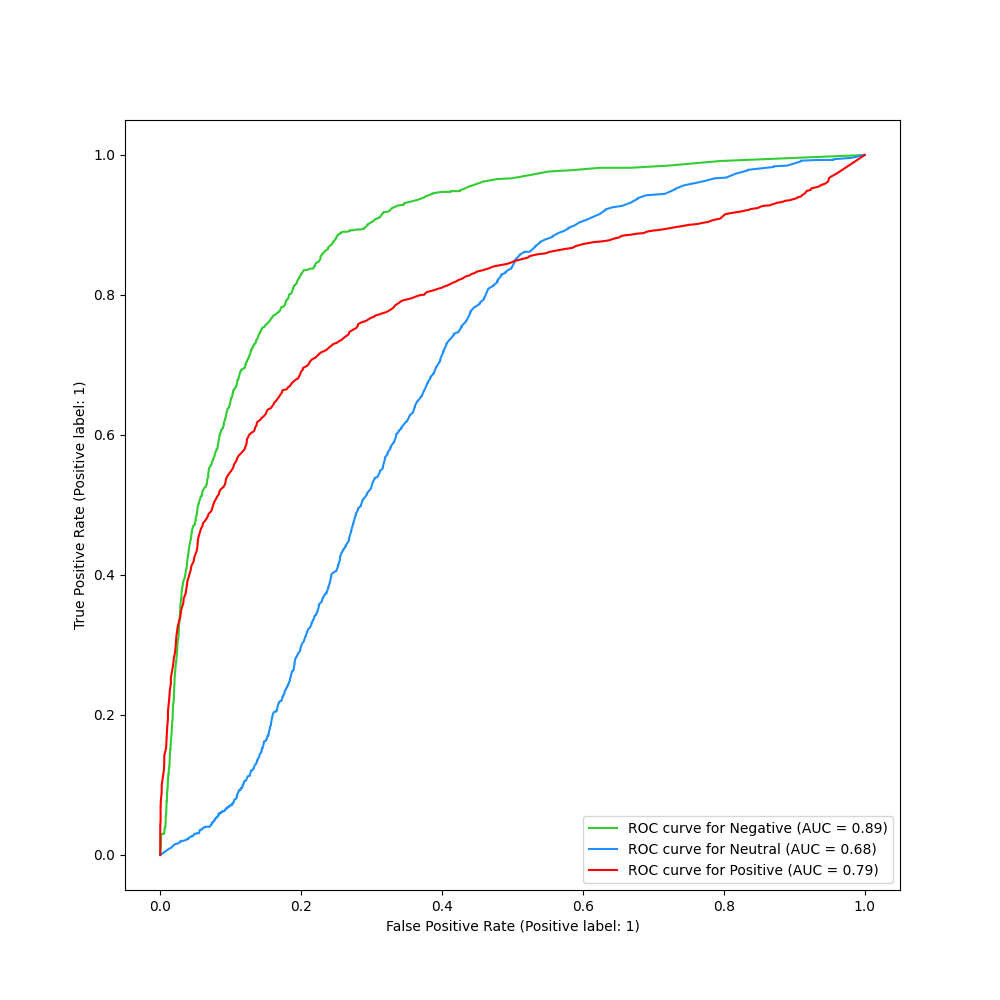 1.0
0.8
0.6
0.4
0.2
0.0
True Positive Rate (Positive label: 1)
ROC curve for Negative (AUC = 0.89)
ROC curve for Neutral (AUC = 0.68)
ROC curve for Positive (AUC = 0.79)
0.0 0.2 0.4 0.6 0.8 1.0
False Positive Rate (Positive label: 1)